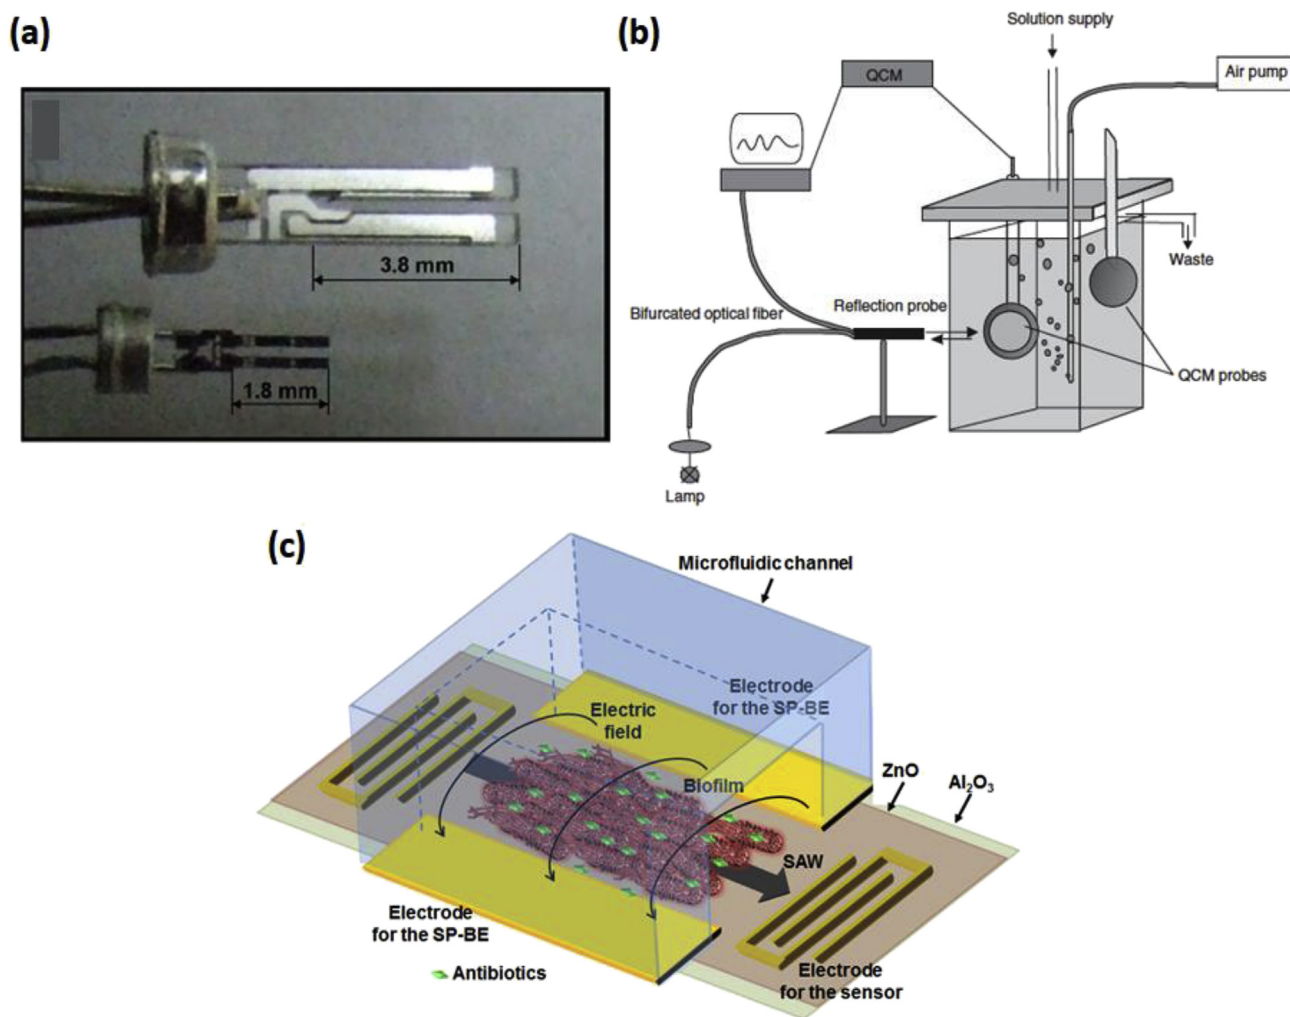 (a)
3.8 mm
1.8 mm
(b)
Solution supply
QCM
Air pump
Waste
Reflection probe
Bifurcated optical fiber
QCM probes
Lamp
(c)
Microfluidic channel
Electrode
for the SP-BE
Electric
field
ZnO
Al₂O₃
Biofilm
SAW
Electrode
for the SP-BE
Antibiotics
Electrode
for the sensor